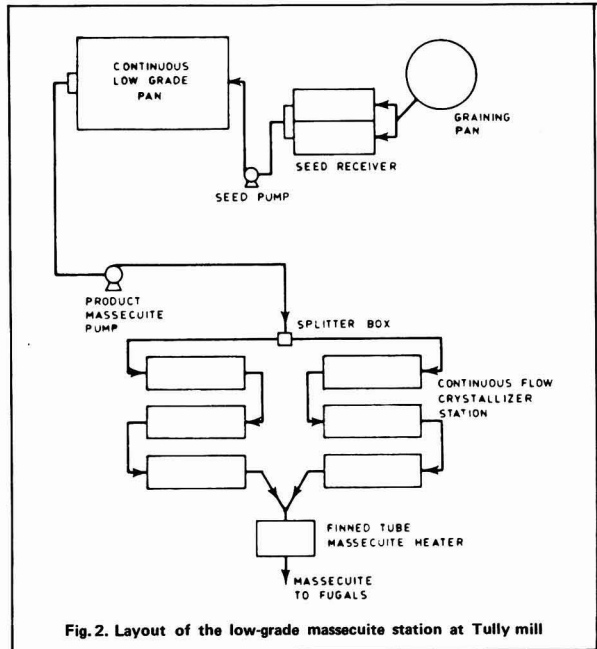 CONTINUOUS
LOW GRADE
PAN
GRAINING
PAN
SEED RECEIVER
SEED PUMP
PRODUCT
MASSECUITE
PUMP
SPLITTER BOX
CONTINUOUS FLOW
CRYSTALLIZER
STATION
FINNED TUBE
MASSECUITE HEATER
MASSECUITE
TO FUGALS
Fig. 2. Layout of the low-grade massecuite station at Tully mill